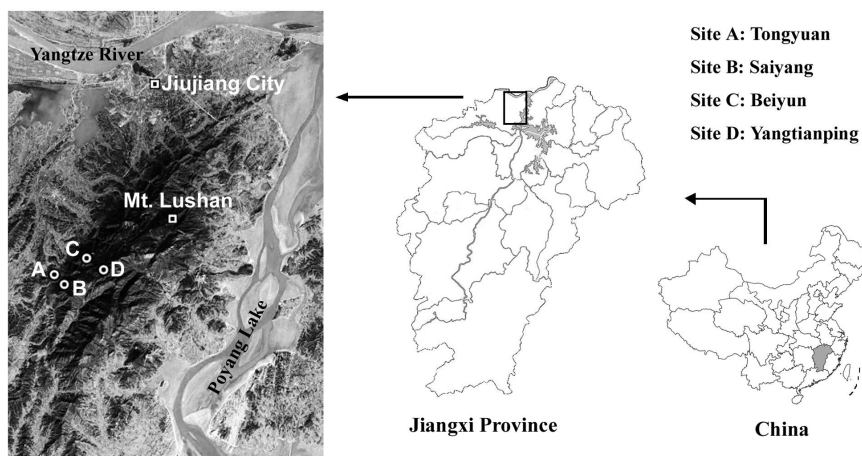 Yangtze River
Jiujiang City
Mt. Lushan
C
A
D
B
Poyang Lake
Jiangxi Province
Site A: Tongyuan
Site B: Saiyang
Site C: Beiyun
Site D: Yangtianping
China